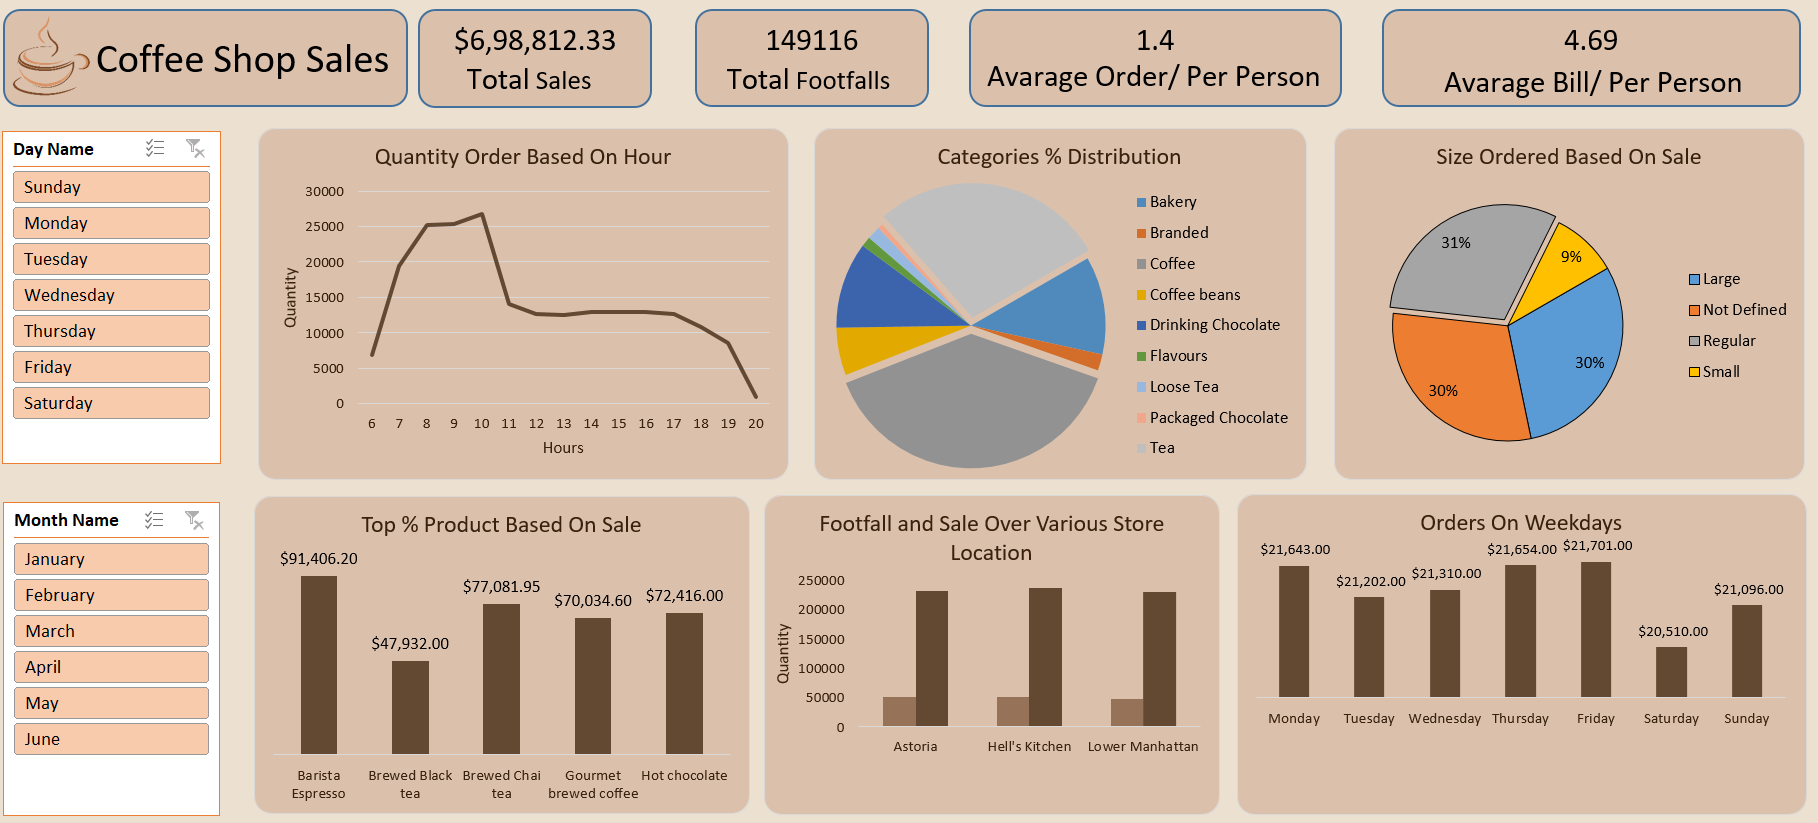 Coffee Shop Sales
$6,98,812.33
Total Sales
149116
Total Footfalls
1.4
Avarage Order/ Per Person
4.69
Avarage Bill/ Per Person
Day Name
Sunday
Monday
Tuesday
Wednesday
Thursday
Friday
Saturday
Quantity Order Based On Hour
30000
25000
20000
15000
10000
5000
0
Quantity
6 7 8 9 10 11 12 13 14 15 16 17 18 19 20
Hours
Categories % Distribution
Bakery
Branded
Coffee
Coffee beans
Drinking Chocolate
Flavours
Loose Tea
Packaged Chocolate
Tea
Size Ordered Based On Sale
31%
9%
30%
30%
Large
Not Defined
Regular
Small
Month Name
January
February
March
April
May
June
Top % Product Based On Sale
$91,406.20
$47,932.00
$77,081.95
$70,034.60
$72,416.00
Barista
Espresso
Brewed Black
tea
Brewed Chai
tea
Gourmet
brewed coffee
Hot chocolate
Footfall and Sale Over Various Store
Location
250000
200000
150000
100000
50000
0
Quantity
Astoria
Hell's Kitchen
Lower Manhattan
Orders On Weekdays
$21,643.00
$21,202.00
$21,310.00
$21,654.00
$21,701.00
$20,510.00
$21,096.00
Monday
Tuesday
Wednesday
Thursday
Friday
Saturday
Sunday